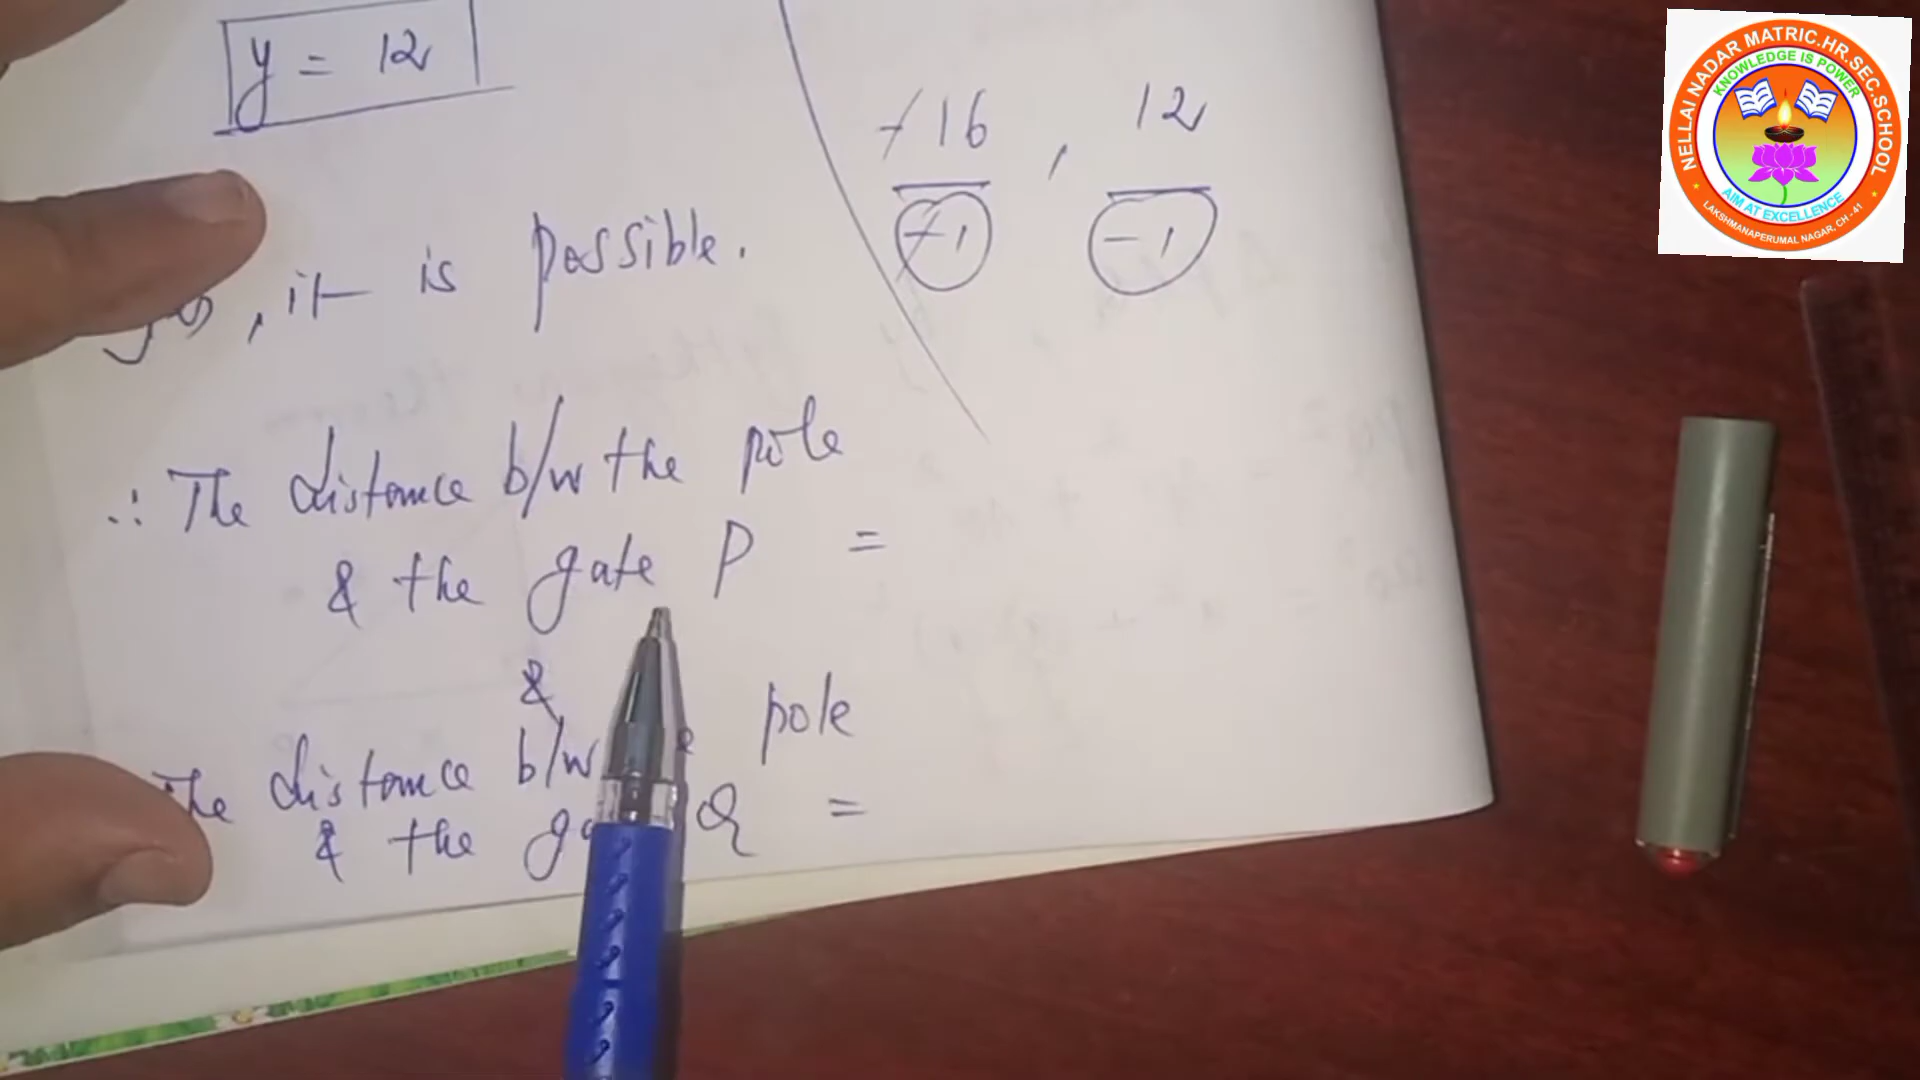 y = 12
-16 , 12
-1 -1
, it is possible.
∴ The distance b/w the pole
& the gate P =
&
The distance b/w pole
& the Q =
NELLAI NADAR MATRIC.HR.SEC.SCHOOL
KNOWLEDGE IS POWER
AIM AT EXCELLENCE
LAKSHMANAPERUMAL NAGAR, CH - 41